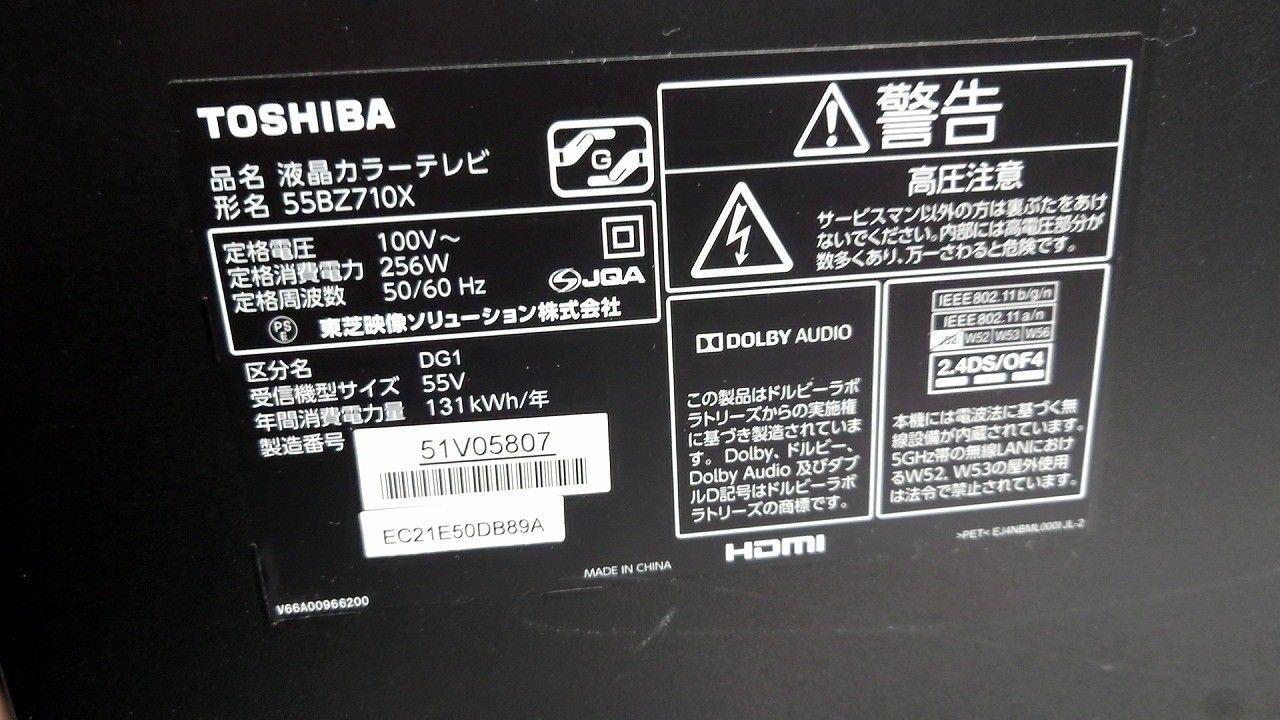 TOSHIBA
品名 液晶カラーテレビ
形名 55BZ710X
G
定格電圧 100V～
定格消費電力 256W
定格周波数 50/60 Hz
JQA
PSE 東芝映像ソリューション株式会社
区分名 DG1
受信機型サイズ 55V
年間消費電力量 131kWh/年
製造番号
51V05807
EC21E50DB89A
V66A00966200
MADE IN CHINA
警告
高圧注意
サービスマン以外の方は裏ぶたをあけ
ないでください。内部には高電圧部分が
数多くあり、万一さわると危険です。
DOLBY AUDIO
この製品はドルビーラボ
ラトリーズからの実施権
に基づき製造されていま
す。Dolby、ドルビー、
Dolby Audio 及びダブ
ルD記号はドルビーラボ
ラトリーズの商標です。
HDMI
IEEE802.11b/g/n
IEEE802.11a/n
W52 W53 W56
2.4DS/OF4
本機には電波法に基づく無
線設備が内蔵されています。
5GHz帯の無線LANにおけ
るW52、W53の屋外使用
は法令で禁止されています。
>PET< EJ4NBML000IJL-2